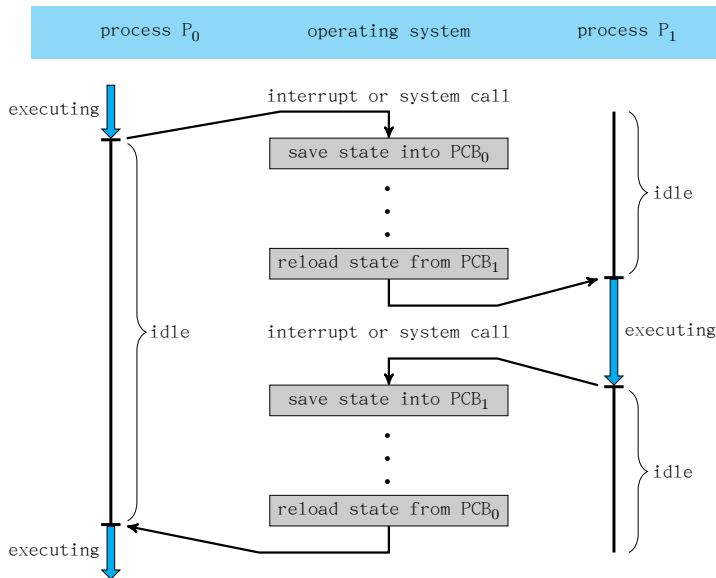 process P0 operating system process P1
interrupt or system call
executing
save state into PCB0
idle
reload state from PCB1
idle
interrupt or system call
executing
save state into PCB1
idle
reload state from PCB0
executing